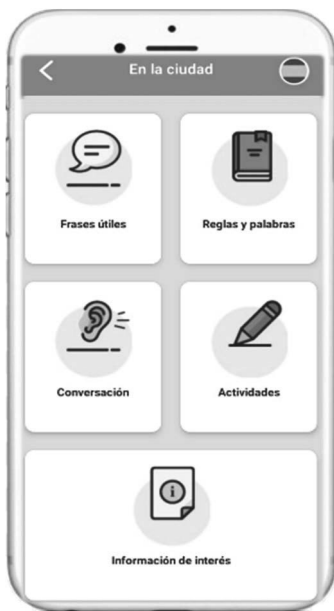 En la ciudad
Frases útiles
Reglas y palabras
Conversación
Actividades
Información de interés